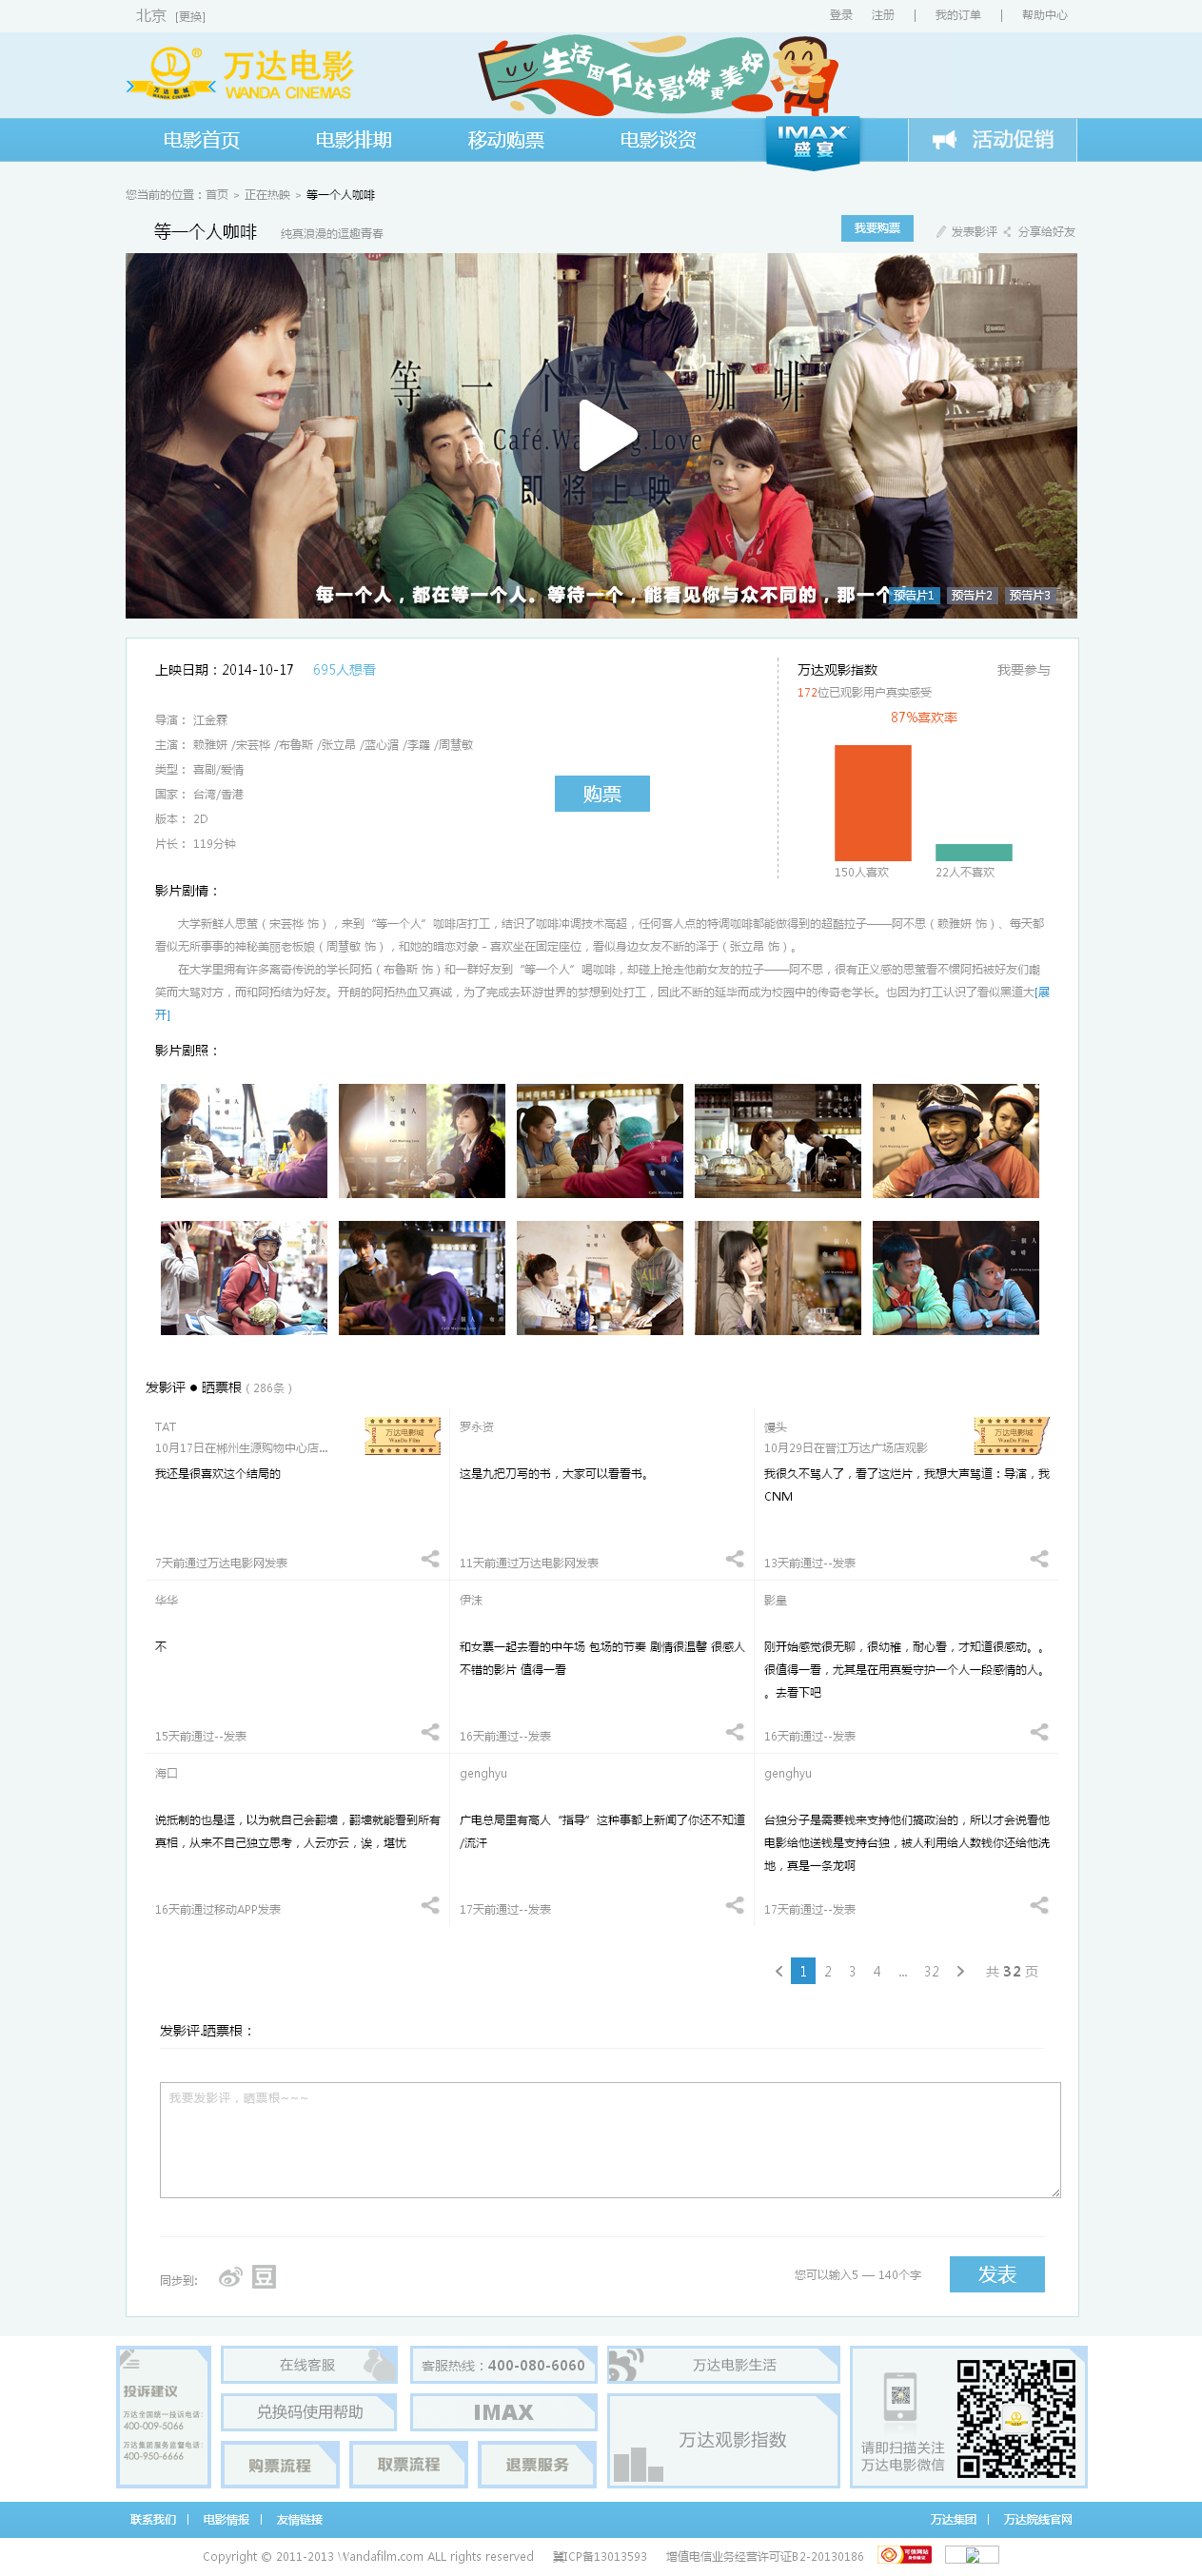 北京 [更换]
登录 注册 | 我的订单 | 帮助中心
万达影城
WANDA CINEMA
万达电影
WANDA CINEMAS
生活因万达影城更美好
电影首页 电影排期 移动购票 电影谈资 IMAX 盛宴 活动促销
您当前的位置：首页 > 正在热映 > 等一个人咖啡
等一个人咖啡 纯真浪漫的逗趣青春
我要购票 发表影评 分享给好友
等一个人咖啡
Café.Waiting.Love
即将上映
每一个人，都在等一个人。等待一个，能看见你与众不同的，那一个
预告片1 预告片2 预告片3
上映日期：2014-10-17 695人想看
导演： 江金霖
主演： 赖雅妍 /宋芸桦 /布鲁斯 /张立昂 /蓝心湄 /李罗 /周慧敏
类型： 喜剧/爱情
国家： 台湾/香港
版本： 2D
片长： 119分钟
购票
万达观影指数 我要参与
172位已观影用户真实感受
87%喜欢率
150人喜欢 22人不喜欢
影片剧情：
大学新鲜人思萤（宋芸桦 饰），来到“等一个人”咖啡店打工，结识了咖啡冲调技术高超，任何客人点的特调咖啡都能做得到的超酷拉子——阿不思（赖雅妍 饰）、每天都
看似无所事事的神秘美丽老板娘（周慧敏 饰），和她的暗恋对象－喜欢坐在固定座位，看似身边女友不断的泽于（张立昂 饰）。
在大学里拥有许多离奇传说的学长阿拓（布鲁斯 饰）和一群好友到“等一个人”喝咖啡，却碰上抢走他前女友的拉子——阿不思，很有正义感的思萤看不惯阿拓被好友们嘲
笑而大骂对方，而和阿拓结为好友。开朗的阿拓热血又真诚，为了完成去环游世界的梦想到处打工，因此不断的延毕而成为校园中的传奇老学长。也因为打工认识了看似黑道大[展
开]
影片剧照：
发影评 ● 晒票根 ( 286条 )
TAT
10月17日在郴州生源购物中心店...
万达电影城
WanDa Film
我还是很喜欢这个结局的
7天前通过万达电影网发表
罗永资
这是九把刀写的书，大家可以看看书。
11天前通过万达电影网发表
馒头
10月29日在晋江万达广场店观影
万达电影城
WanDa Film
我很久不骂人了，看了这烂片，我想大声骂道：导演，我
CNM
13天前通过--发表
华华
不
15天前通过--发表
伊沫
和女票一起去看的中午场 包场的节奏 剧情很温馨 很感人
不错的影片 值得一看
16天前通过--发表
影皇
刚开始感觉很无聊，很幼稚，耐心看，才知道很感动。。
很值得一看，尤其是在用真爱守护一个人一段感情的人。
。去看下吧
16天前通过--发表
海口
说抵制的也是逗，以为就自己会翻墙，翻墙就能看到所有
真相，从来不自己独立思考，人云亦云，诶，堪忧
16天前通过移动APP发表
genghyu
广电总局里有高人“指导”这种事都上新闻了你还不知道
/流汗
17天前通过--发表
genghyu
台独分子是需要钱来支持他们搞政治的，所以才会说看他
电影给他送钱是支持台独，被人利用给人数钱你还给他洗
地，真是一条龙啊
17天前通过--发表
1 2 3 4 ... 32 共 32 页
发影评.晒票根：
我要发影评，晒票根~~~
同步到:
豆
您可以输入5 — 140个字 发表
投诉建议
万达全国统一投诉电话:
400-009-5066
万达集团服务监督电话:
400-950-6666
在线客服
客服热线：400-080-6060
兑换码使用帮助
IMAX
购票流程 取票流程 退票服务
万达电影生活
万达观影指数
请即扫描关注
万达电影微信
联系我们 | 电影情报 | 友情链接
万达集团 | 万达院线官网
Copyright © 2011-2013 Wandafilm.com ALL rights reserved 冀ICP备13013593 增值电信业务经营许可证B2-20130186
可信网站